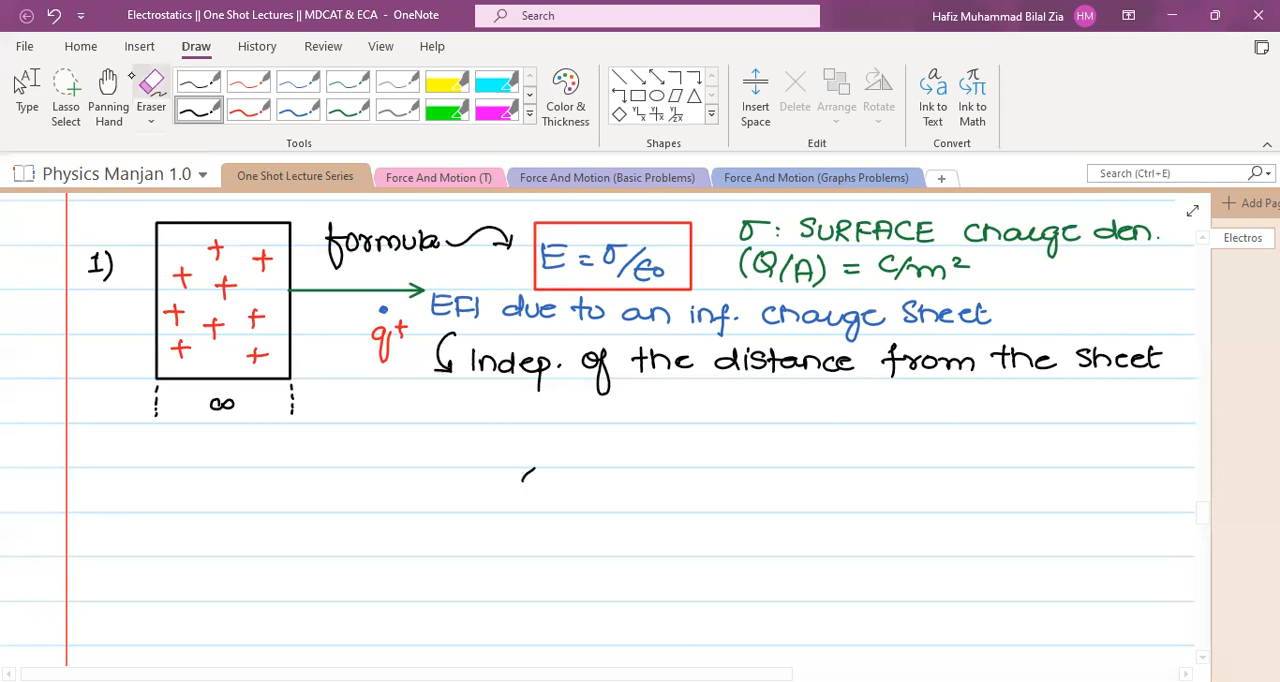 Electrostatics || One Shot Lectures || MDCAT & ECA - OneNote
Search
Hafiz Muhammad Bilal Zia HM
File Home Insert Draw History Review View Help
Type
Lasso Select
Panning Hand
Eraser
Color & Thickness
Insert Space
Delete
Arrange
Rotate
Ink to Text
Ink to Math
Tools
Shapes
Edit
Convert
Physics Manjan 1.0
One Shot Lecture Series
Force And Motion (T)
Force And Motion (Basic Problems)
Force And Motion (Graphs Problems)
Search (Ctrl+E)
Add Pag
Electros
1)
+ + + + + + + + +
∞
formula
E = σ/ε₀
σ: SURFACE charge den.
(Q/A) = C/m²
q+
EFI due to an inf. charge Sheet
Indep. of the distance from the sheet